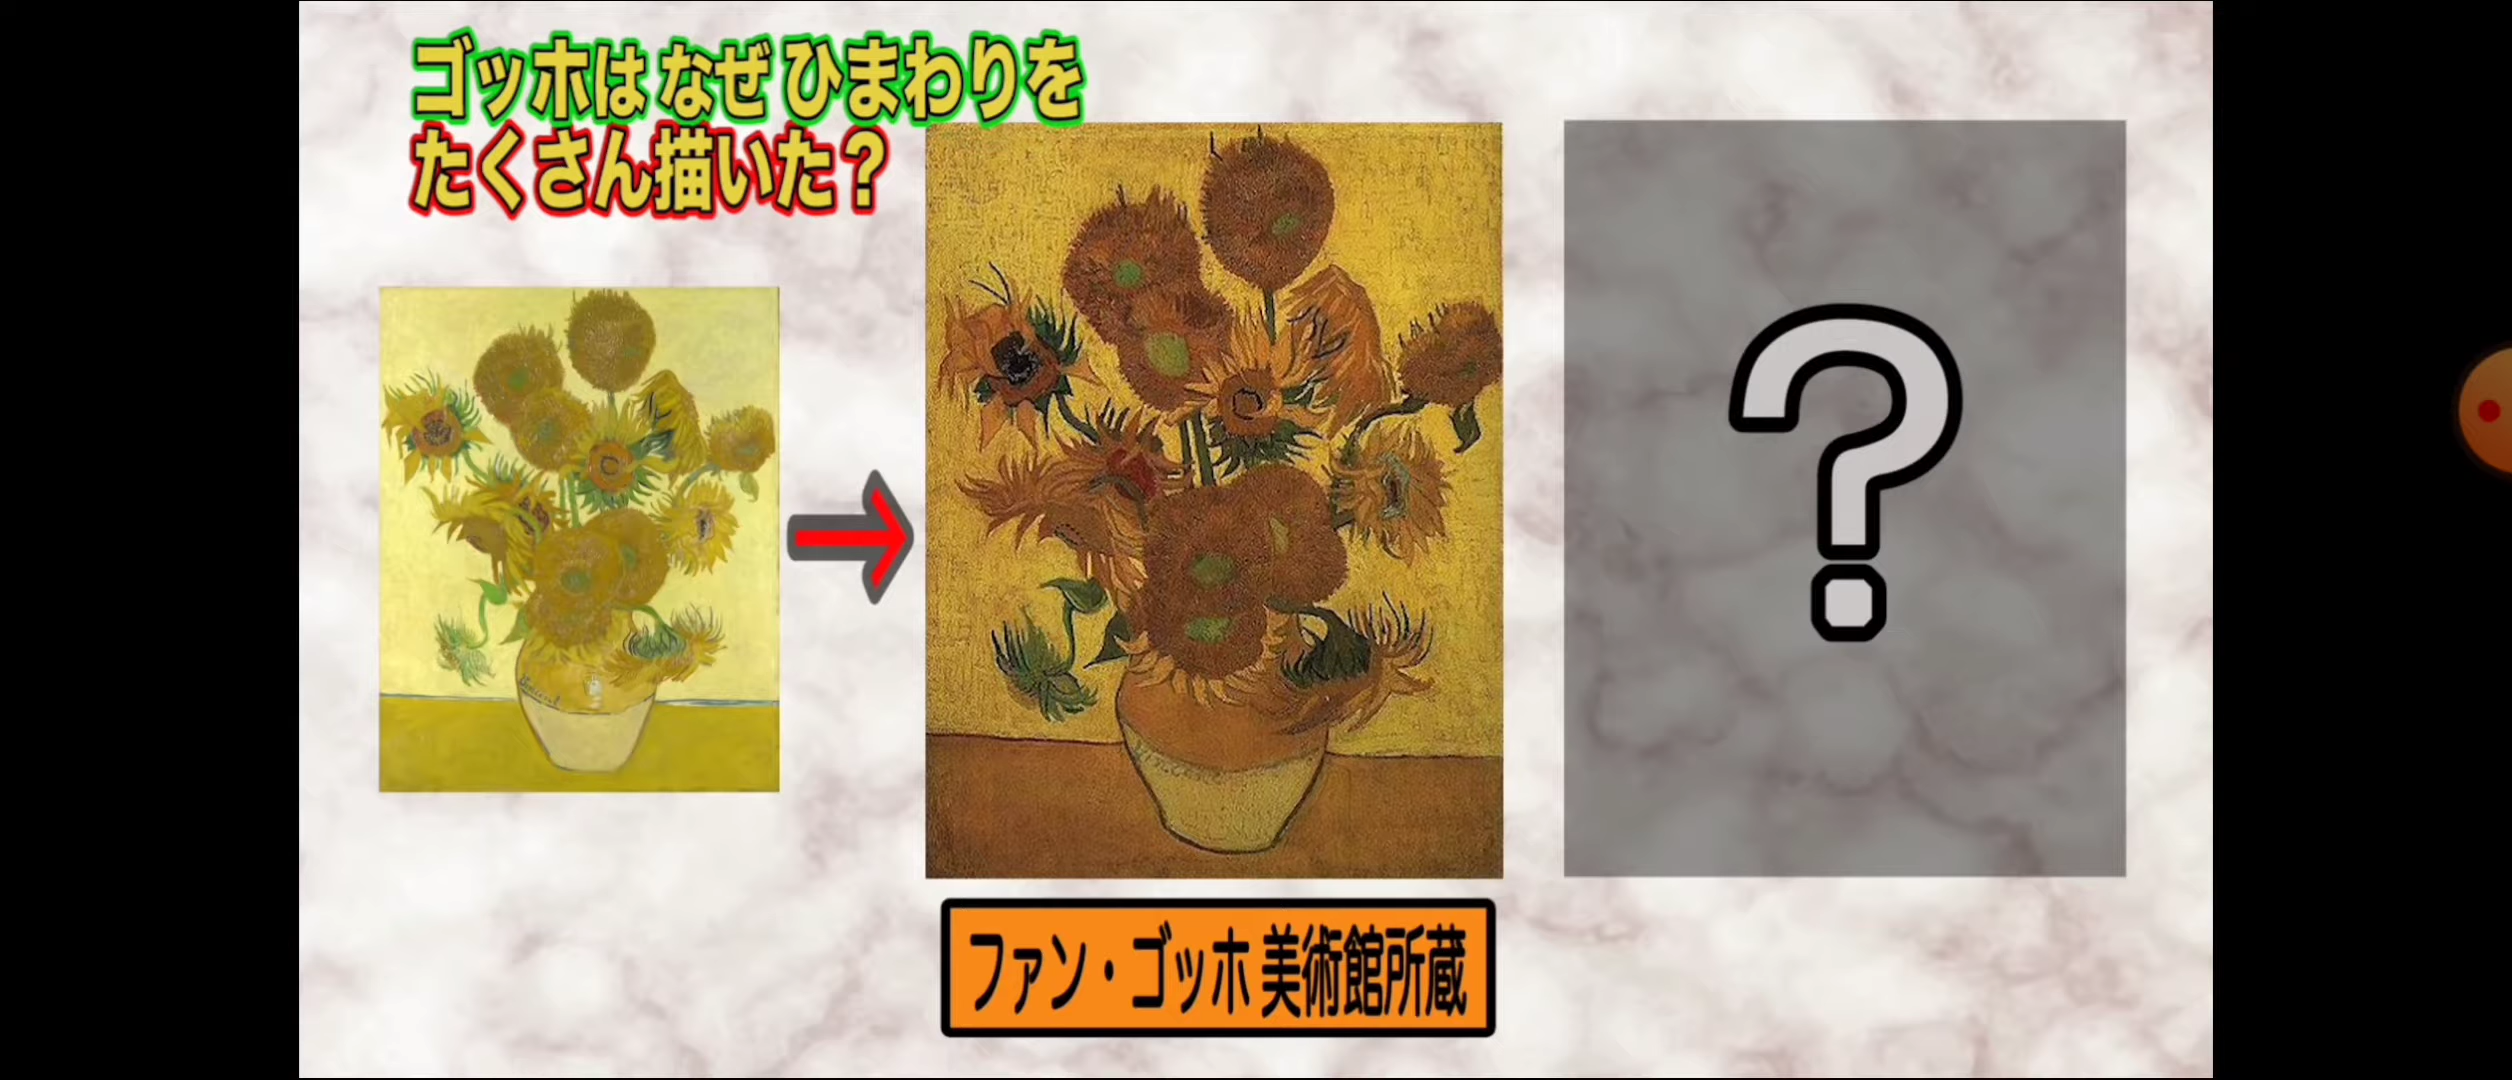 ゴッホは なぜ ひまわりを
たくさん描いた？
?
ファン・ゴッホ 美術館所蔵